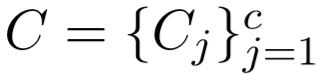 C = \{C_j\}_{j=1}^{c}